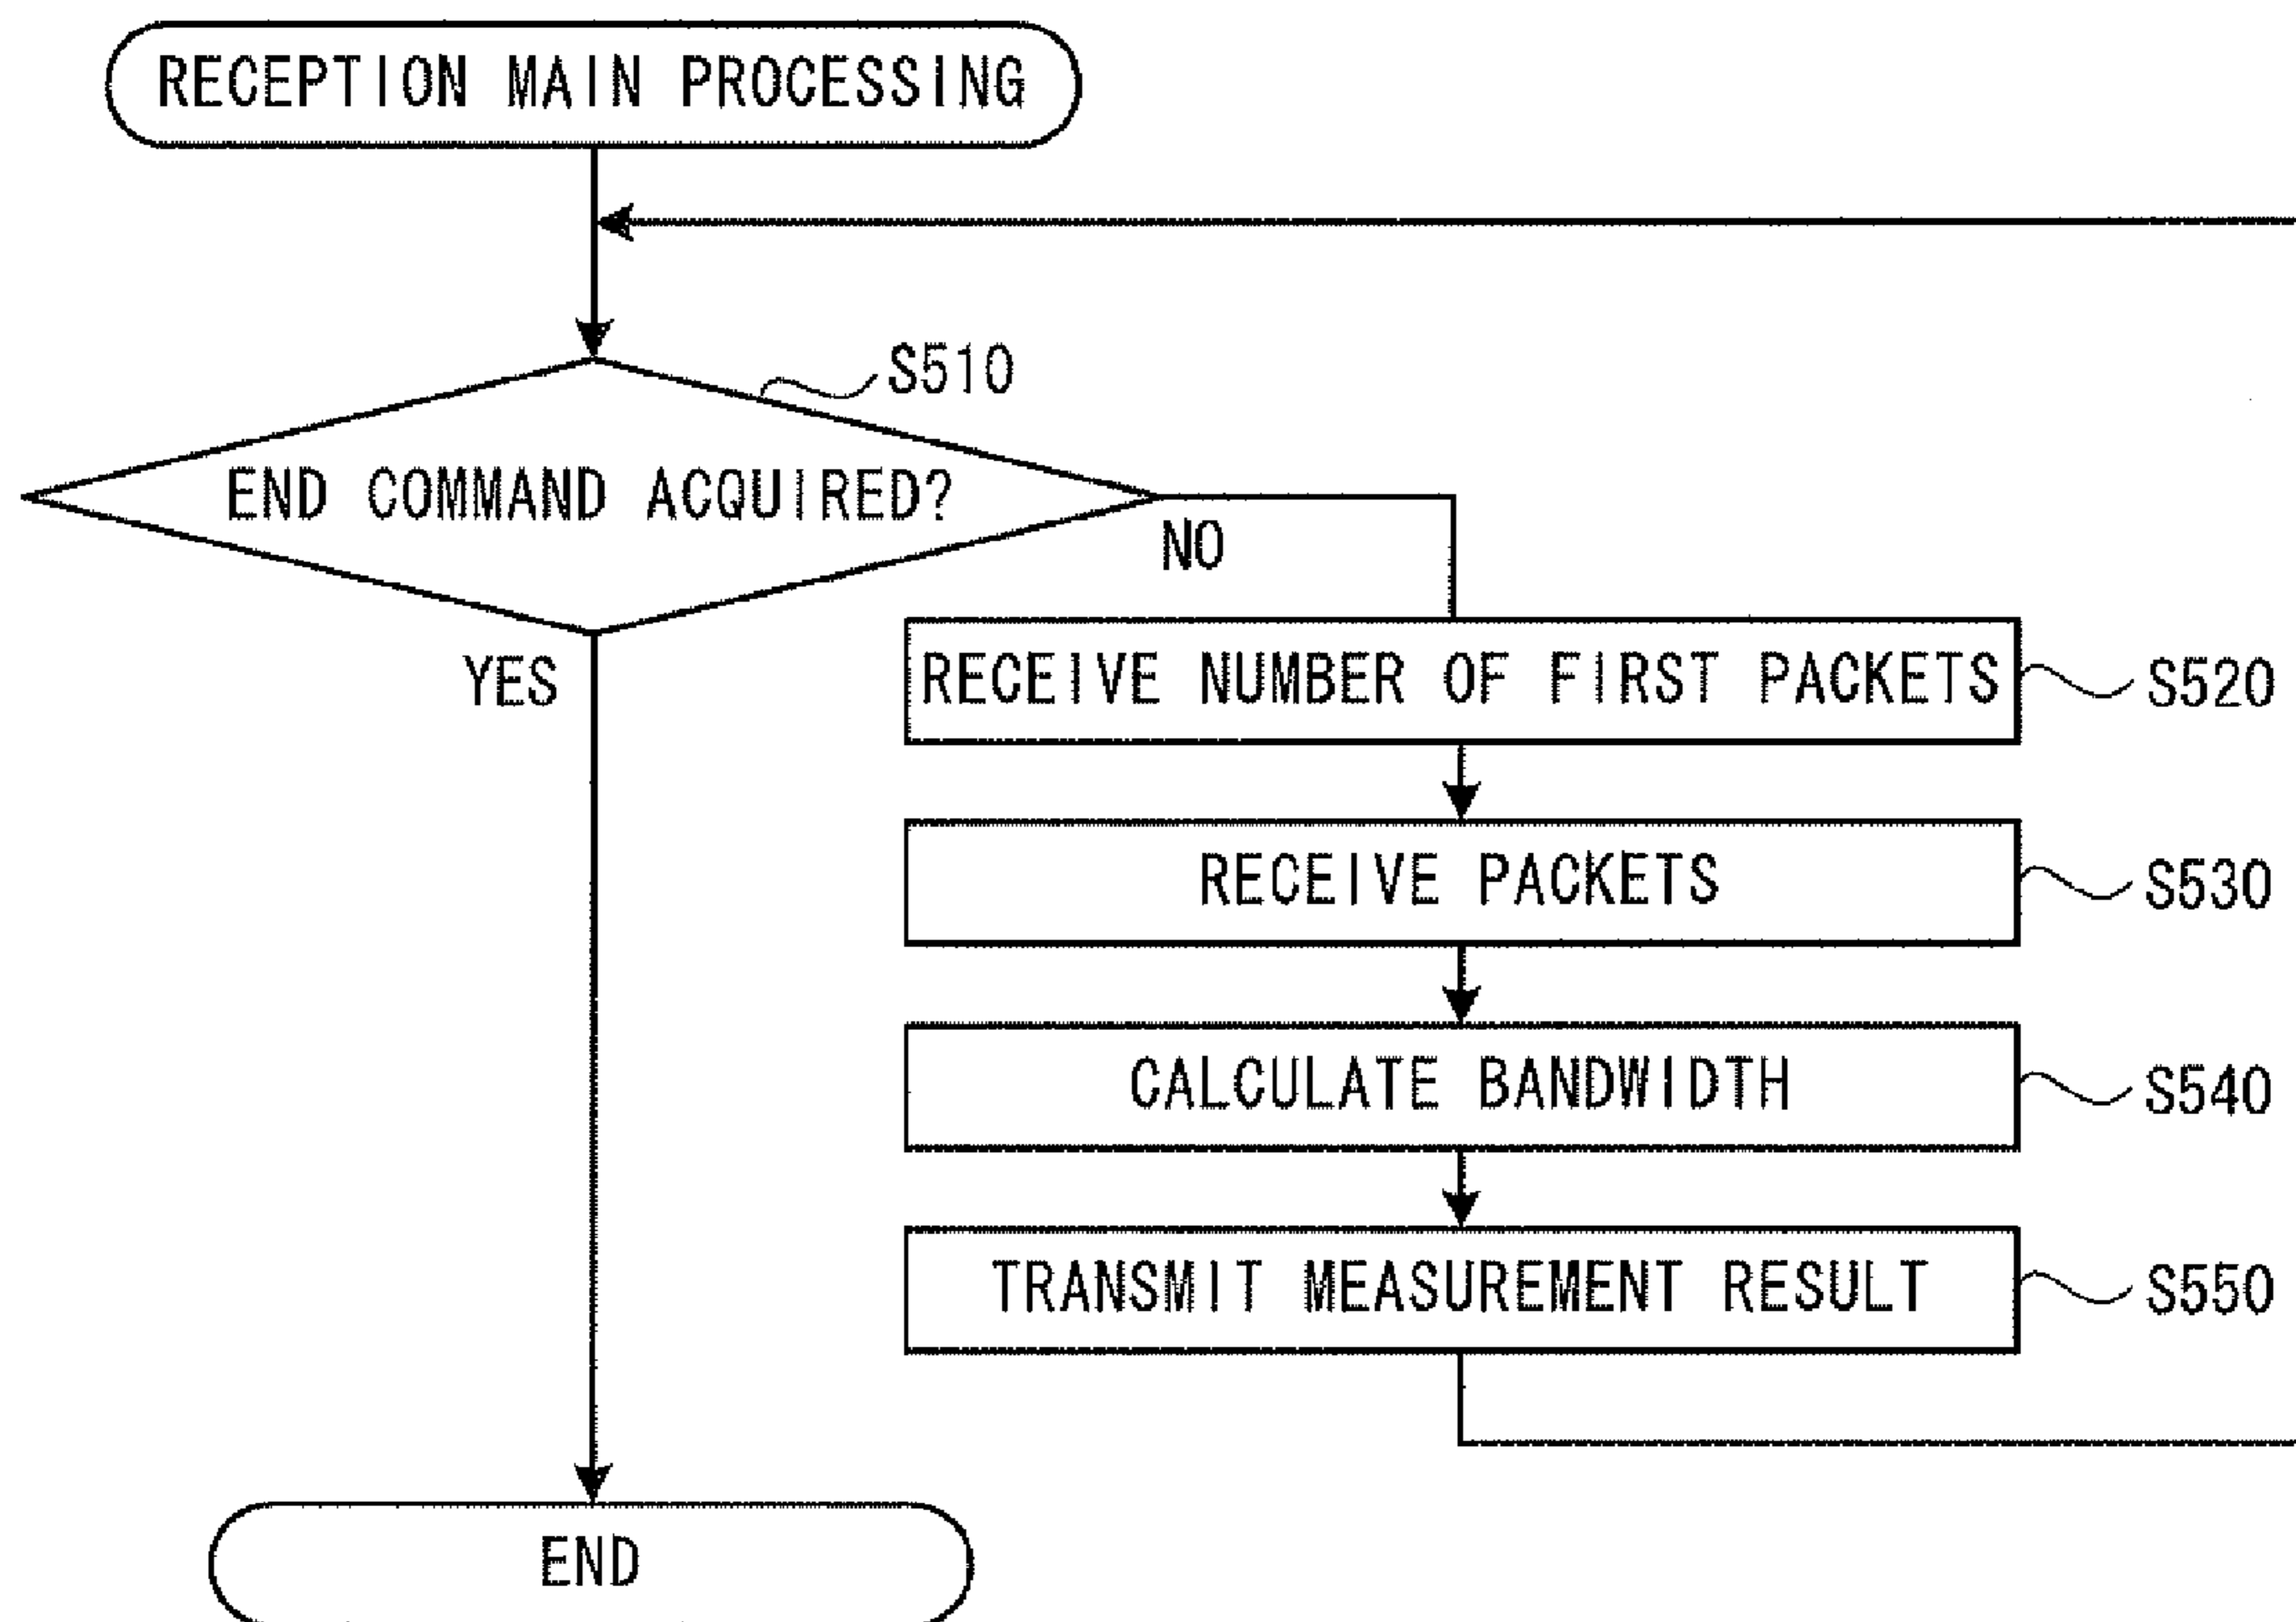 RECEPTION MAIN PROCESSING
S510
END COMMAND ACQUIRED?
NO
YES
RECEIVE NUMBER OF FIRST PACKETS
S520
RECEIVE PACKETS
S530
CALCULATE BANDWIDTH
S540
TRANSMIT MEASUREMENT RESULT
S550
END